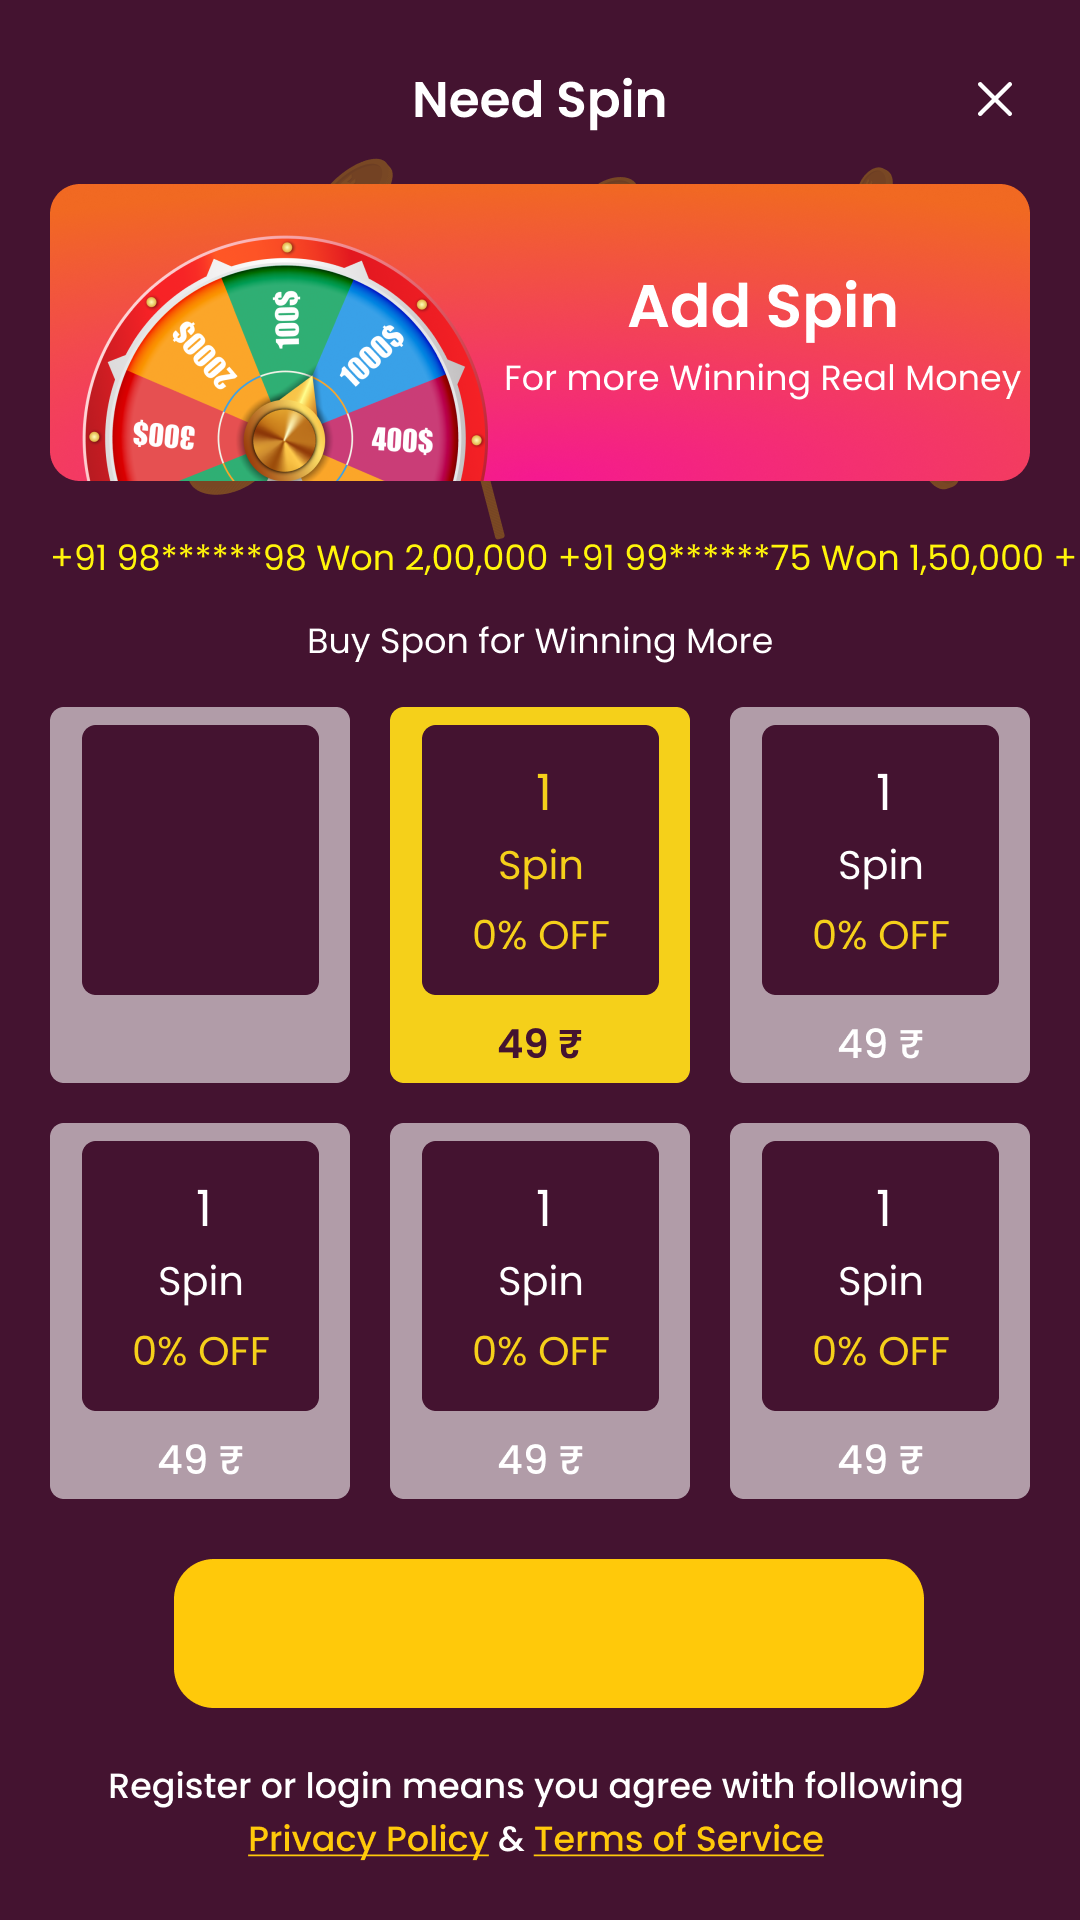 Need Spin
Add Spin
For more Winning Real Money
300$
2000$
100$
1000$
400$
+91 98******98 Won 2,00,000 +91 99******75 Won 1,50,000 +
Buy Spon for Winning More
1
Spin
0% OFF
49 ₹
1
Spin
0% OFF
49 ₹
1
Spin
0% OFF
49 ₹
1
Spin
0% OFF
49 ₹
1
Spin
0% OFF
49 ₹
Register or login means you agree with following
Privacy Policy & Terms of Service